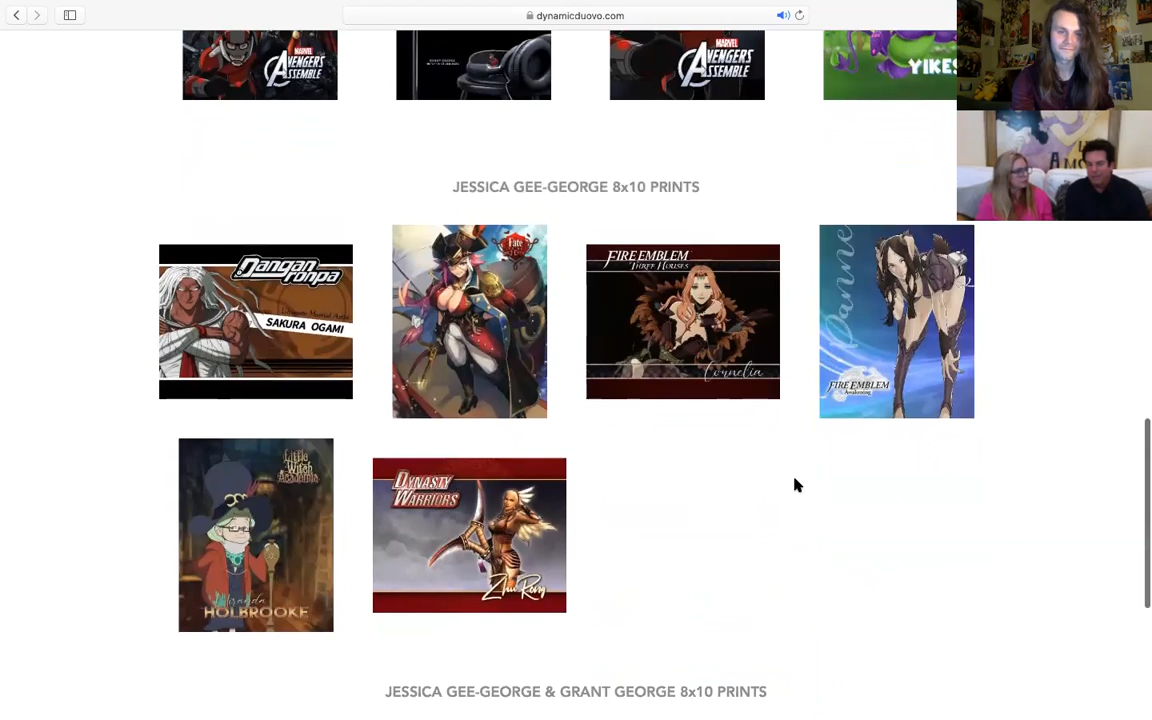 dynamicduovo.com
MARVEL
AVENGERS
ASSEMBLE
MARVEL
AVENGERS
ASSEMBLE
YIKES
JESSICA GEE-GEORGE 8x10 PRINTS
Danganronpa
SAKURA OGAMI
Fate
FIRE EMBLEM
THREE HOUSES
Cornelia
Panne
FIRE EMBLEM
Awakening
Little
Witch
Academia
Miranda
HOLBROOKE
DYNASTY
WARRIORS
Zhu Rong
JESSICA GEE-GEORGE & GRANT GEORGE 8x10 PRINTS